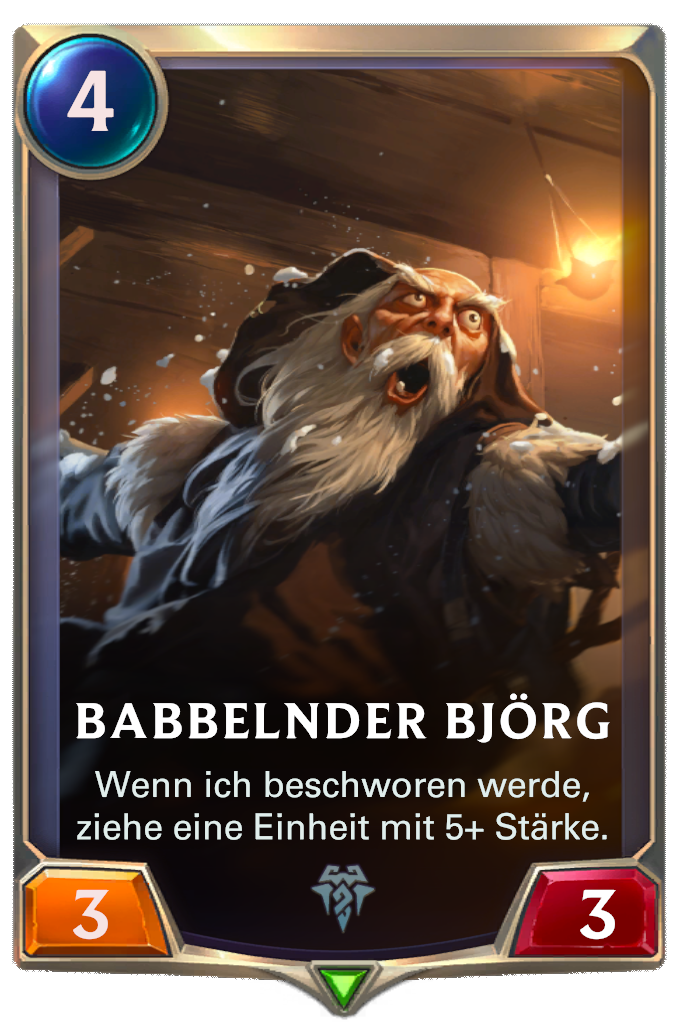 4
BABBELNDER BJÖRG
Wenn ich beschworen werde,
ziehe eine Einheit mit 5+ Stärke.
3
3